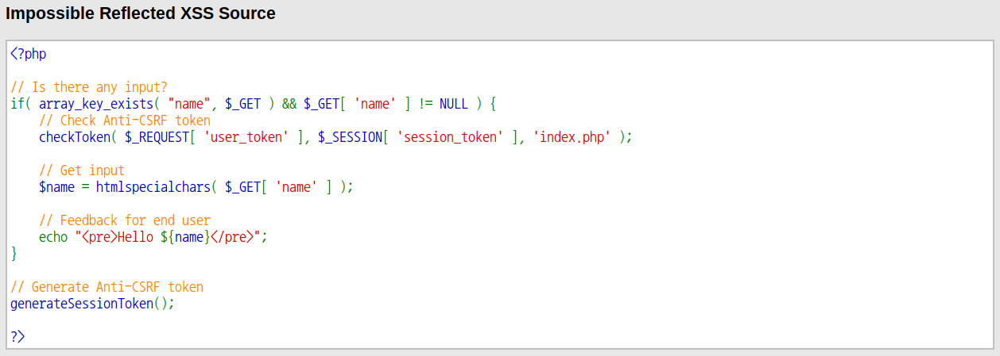 Impossible Reflected XSS Source
<?php
// Is there any input?
if( array_key_exists( "name", $_GET ) && $_GET[ 'name' ] != NULL ) {
    // Check Anti-CSRF token
    checkToken( $_REQUEST[ 'user_token' ], $_SESSION[ 'session_token' ], 'index.php' );
    // Get input
    $name = htmlspecialchars( $_GET[ 'name' ] );
    // Feedback for end user
    echo "<pre>Hello ${name}</pre>";
}
// Generate Anti-CSRF token
generateSessionToken();
?>